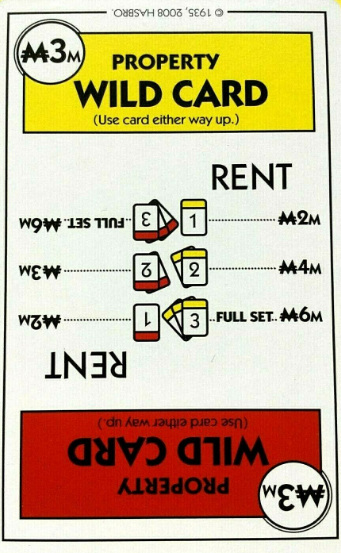 © 1935, 2008 HASBRO.
₩3M
PROPERTY
WILD CARD
(Use card either way up.)
RENT
1 ₩2M
2 ₩4M
3 FULL SET ₩6M
₩3M
PROPERTY
WILD CARD
(Use card either way up.)
RENT
1 ₩2M
2 ₩3M
3 FULL SET ₩6M